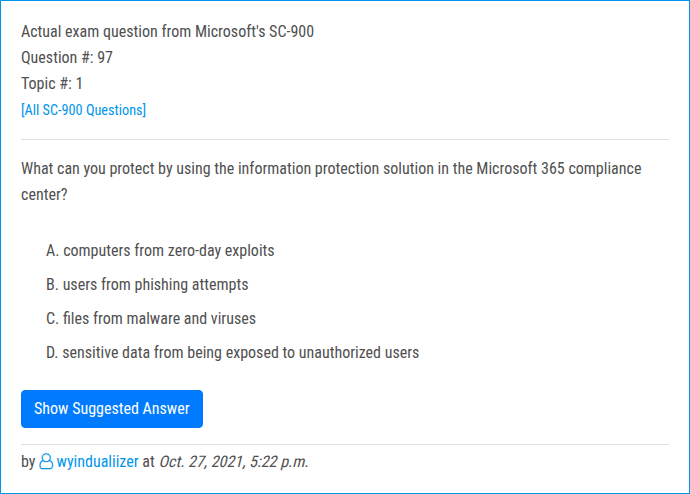 Actual exam question from Microsoft's SC-900
Question #: 97
Topic #: 1
[All SC-900 Questions]
What can you protect by using the information protection solution in the Microsoft 365 compliance
center?
A. computers from zero-day exploits
B. users from phishing attempts
C. files from malware and viruses
D. sensitive data from being exposed to unauthorized users
Show Suggested Answer
by wyindualiizer at Oct. 27, 2021, 5:22 p.m.